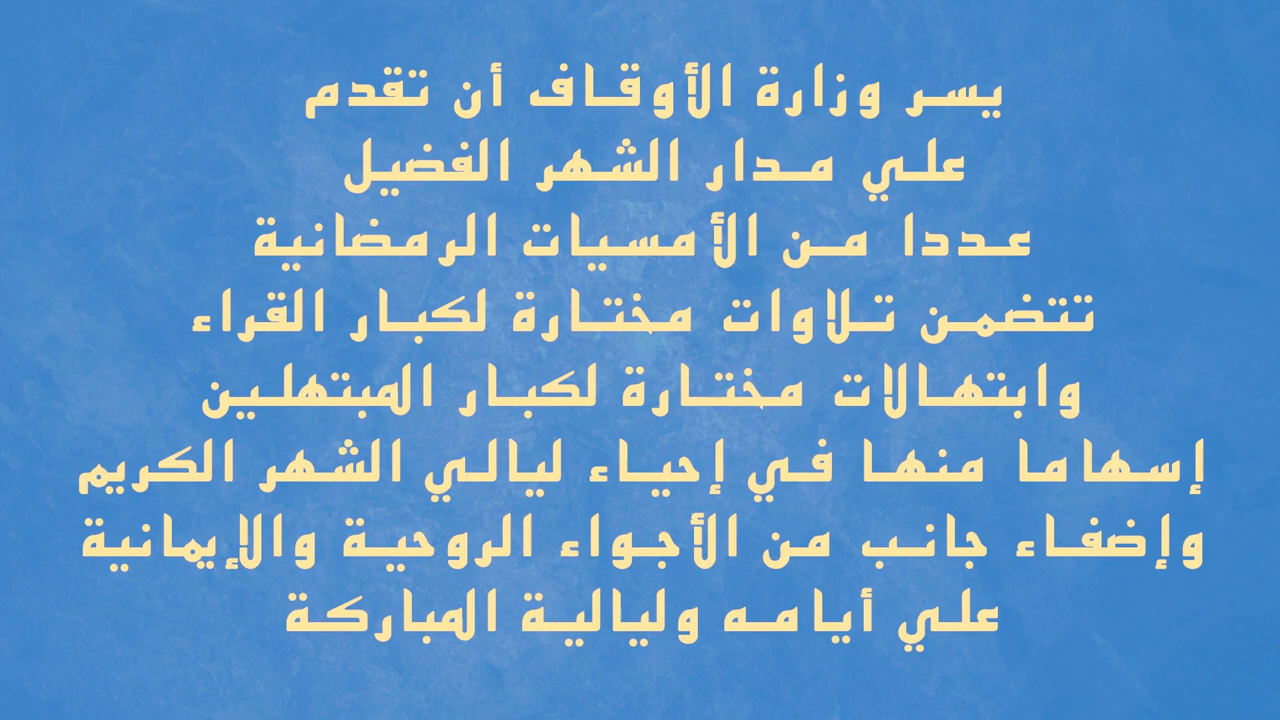 يسر وزارة الأوقاف أن تقدم
علي مدار الشهر الفضيل
عددا من الأمسيات الرمضانية
تتضمن تلاوات مختارة لكبار القراء
وابتهالات مختارة لكبار المبتهلين
إسهاما منها في إحياء ليالي الشهر الكريم
وإضفاء جانب من الأجواء الروحية والإيمانية
علي أيامه وليالية المباركة